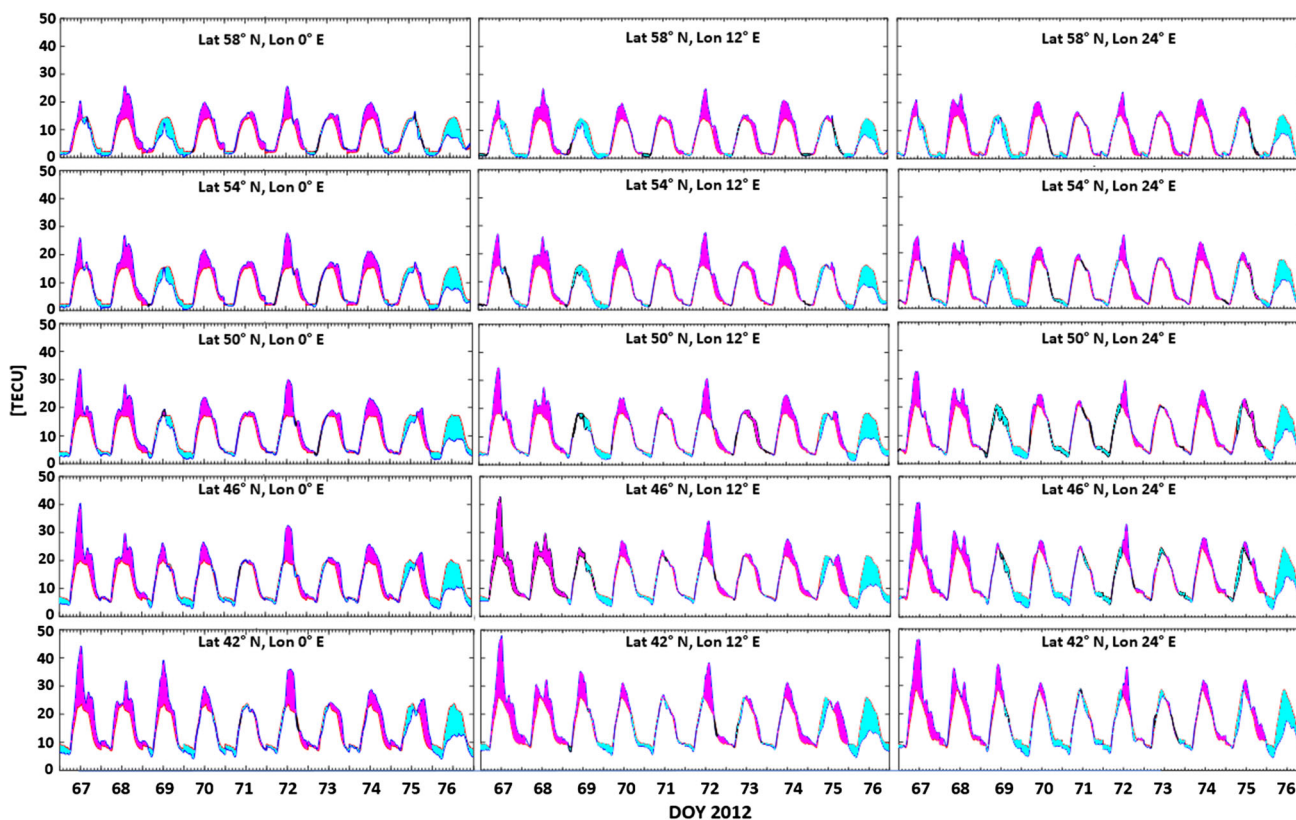 50
40
30
20
10
0
Lat 58° N, Lon 0° E
Lat 58° N, Lon 12° E
Lat 58° N, Lon 24° E
50
40
30
20
10
0
Lat 54° N, Lon 0° E
Lat 54° N, Lon 12° E
Lat 54° N, Lon 24° E
[TECU]
50
40
30
20
10
0
Lat 50° N, Lon 0° E
Lat 50° N, Lon 12° E
Lat 50° N, Lon 24° E
50
40
30
20
10
0
Lat 46° N, Lon 0° E
Lat 46° N, Lon 12° E
Lat 46° N, Lon 24° E
50
40
30
20
10
0
Lat 42° N, Lon 0° E
Lat 42° N, Lon 12° E
Lat 42° N, Lon 24° E
67 68 69 70 71 72 73 74 75 76 67 68 69 70 71 72 73 74 75 76 67 68 69 70 71 72 73 74 75 76
DOY 2012